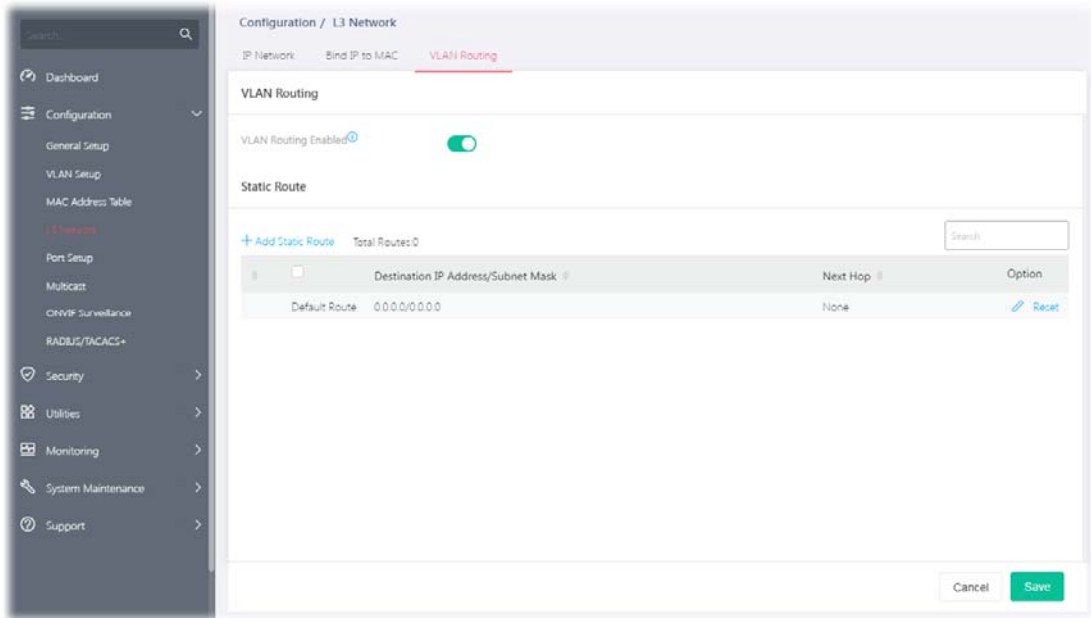 Search...
Dashboard
Configuration
General Setup
VLAN Setup
MAC Address Table
L3 Network
Port Setup
Multicast
ONVIF Surveillance
RADIUS/TACACS+
Security
Utilities
Monitoring
System Maintenance
Support
Configuration / L3 Network
IP Network Bind IP to MAC VLAN Routing
VLAN Routing
VLAN Routing Enabled
Static Route
+ Add Static Route Total Routes:0 Search
Destination IP Address/Subnet Mask Next Hop Option
Default Route 0.0.0.0/0.0.0.0 None Reset
Cancel Save